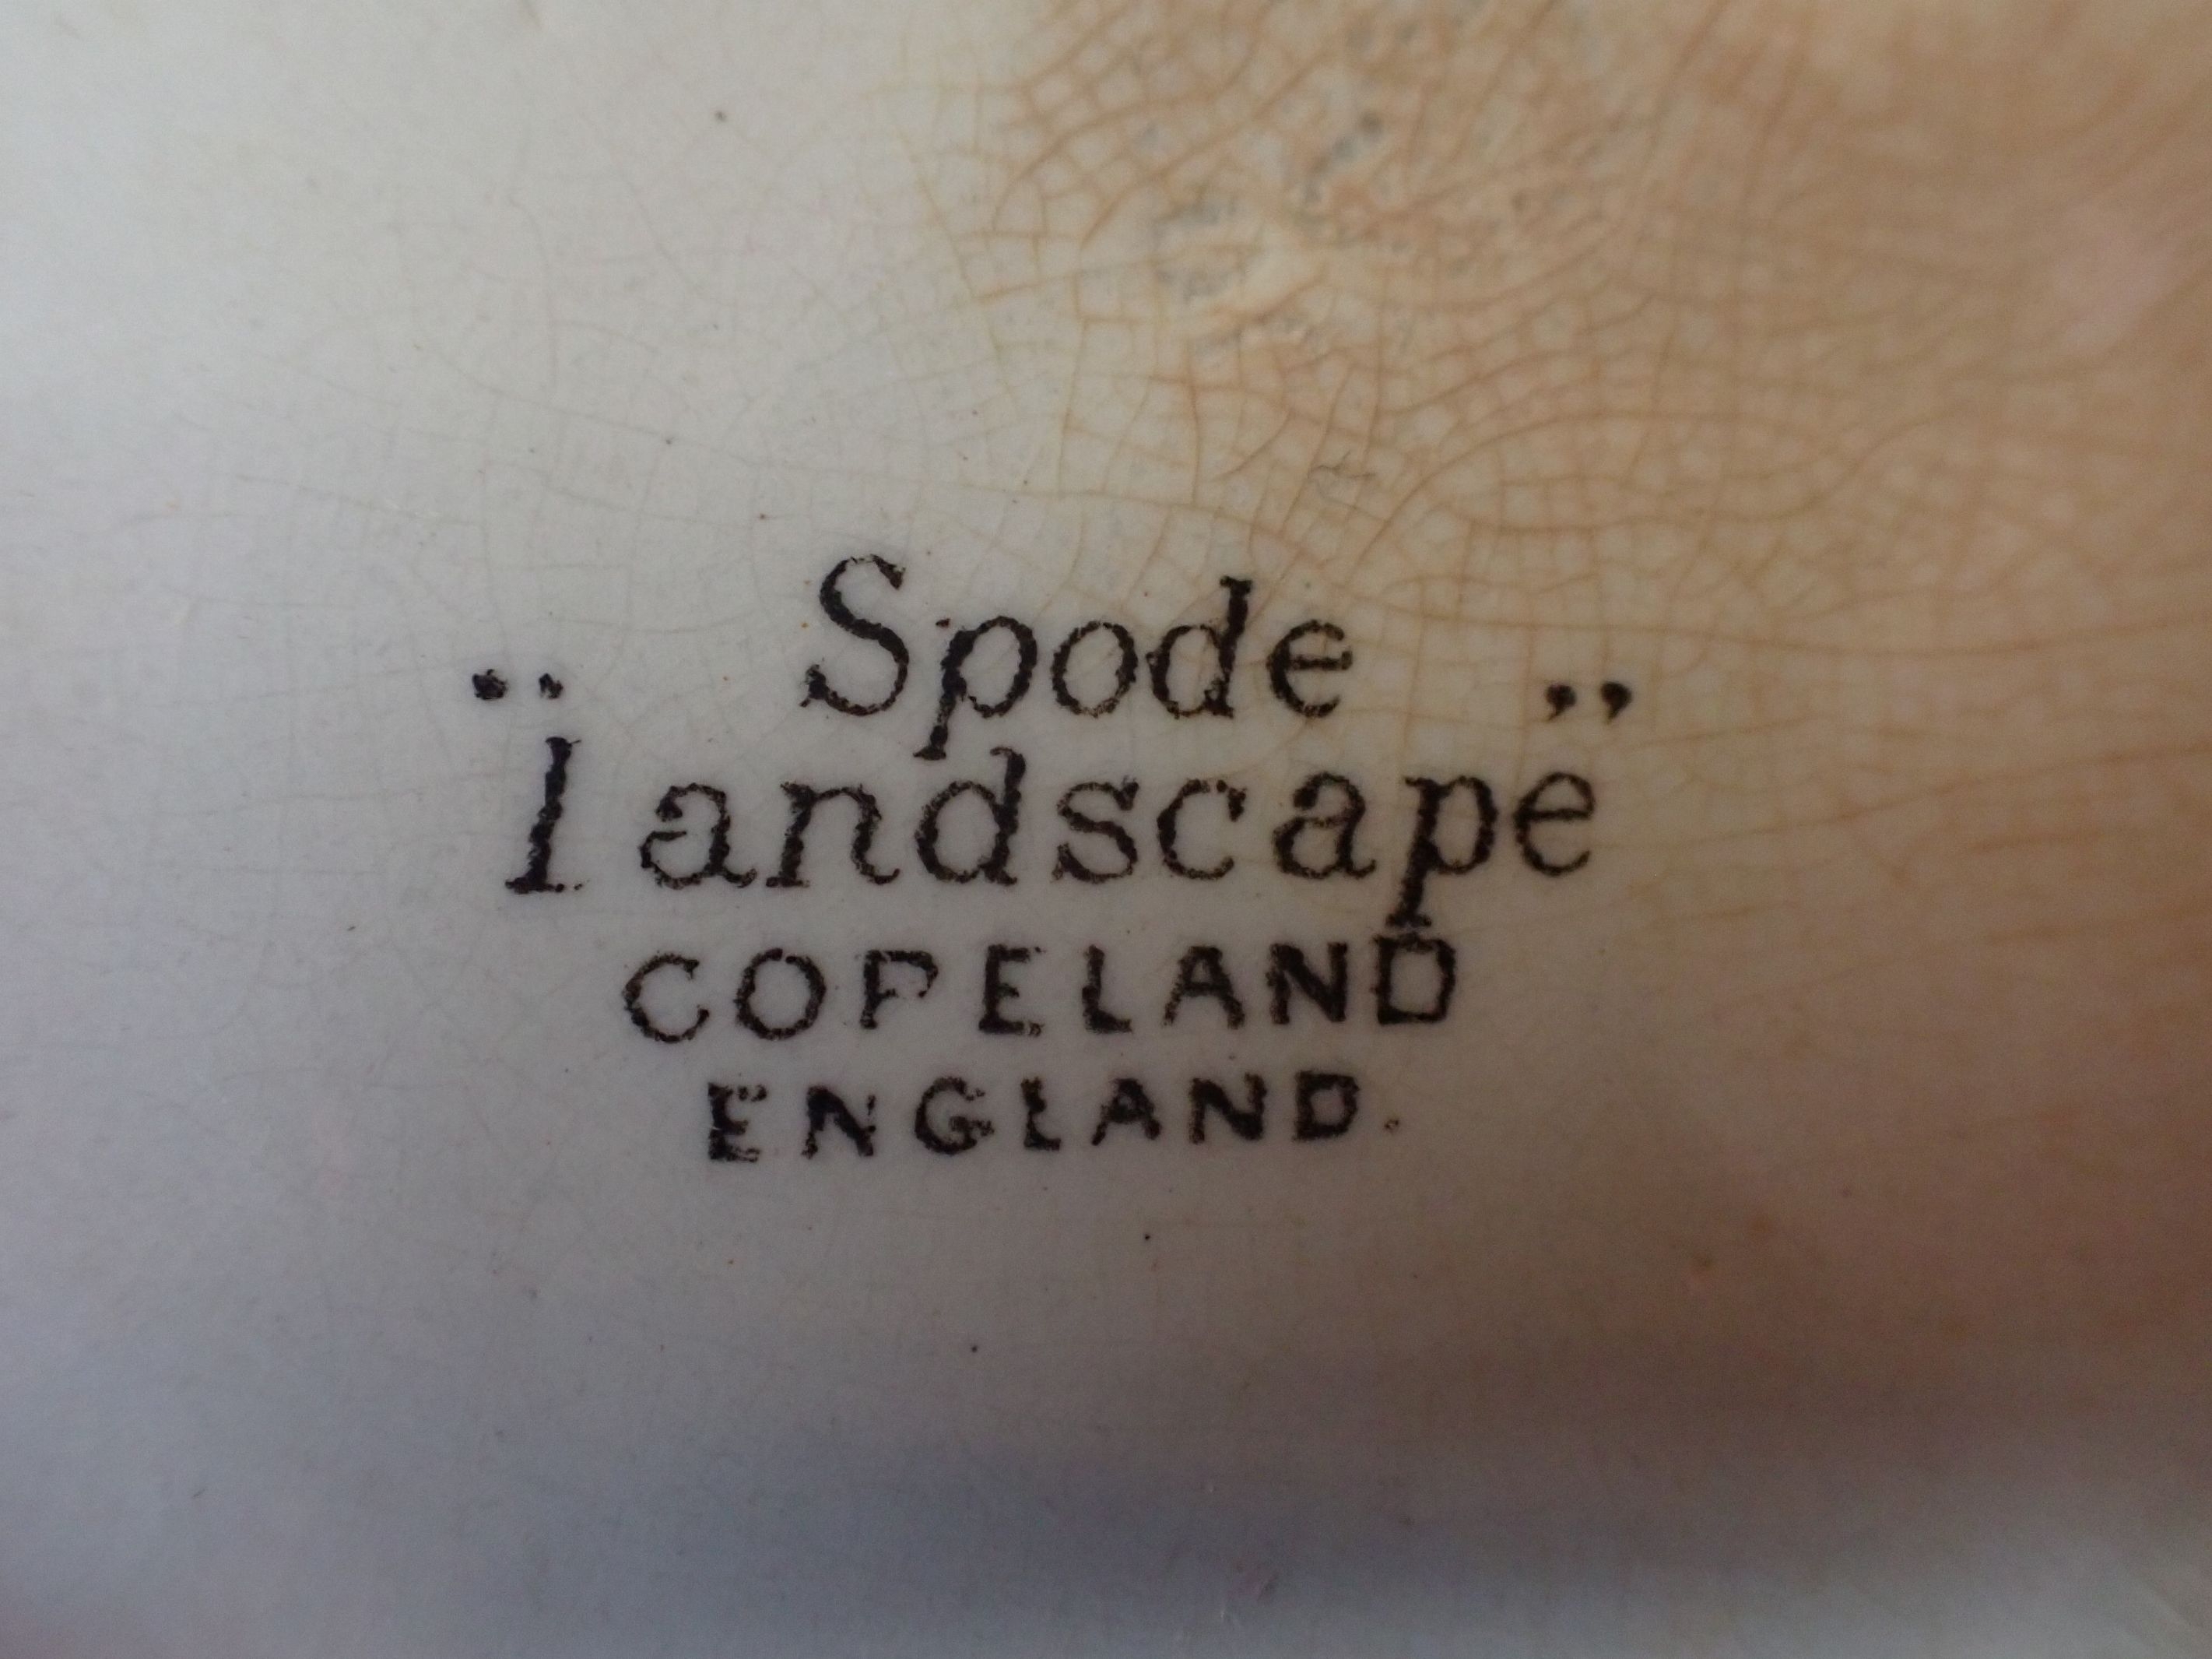 Spode
"landscape"
COPELAND
ENGLAND.